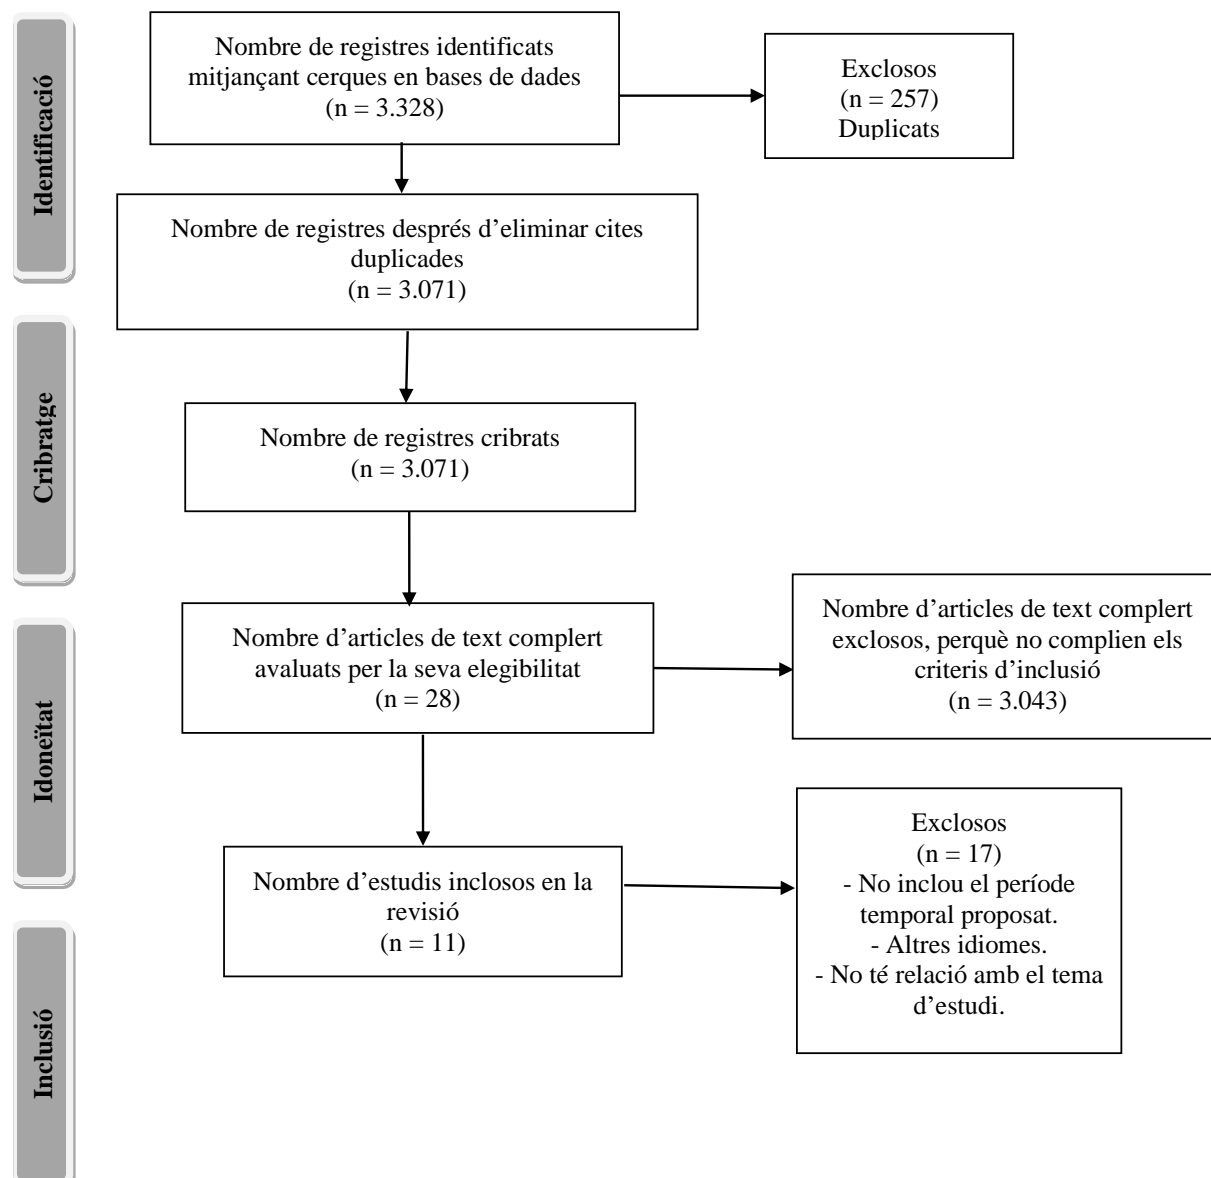 Identificació
Nombre de registres identificats
mitjançant cerques en bases de dades
(n = 3.328)
Exclosos
(n = 257)
Duplicats
Nombre de registres després d’eliminar cites
duplicades
(n = 3.071)
Cribratge
Nombre de registres cribrats
(n = 3.071)
Idoneïtat
Nombre d’articles de text complert
avaluats per la seva elegibilitat
(n = 28)
Nombre d’articles de text complert
exclosos, perquè no complien els
criteris d’inclusió
(n = 3.043)
Inclusió
Nombre d’estudis inclosos en la
revisió
(n = 11)
Exclosos
(n = 17)
- No inclou el període
temporal proposat.
- Altres idiomes.
- No té relació amb el tema
d’estudi.